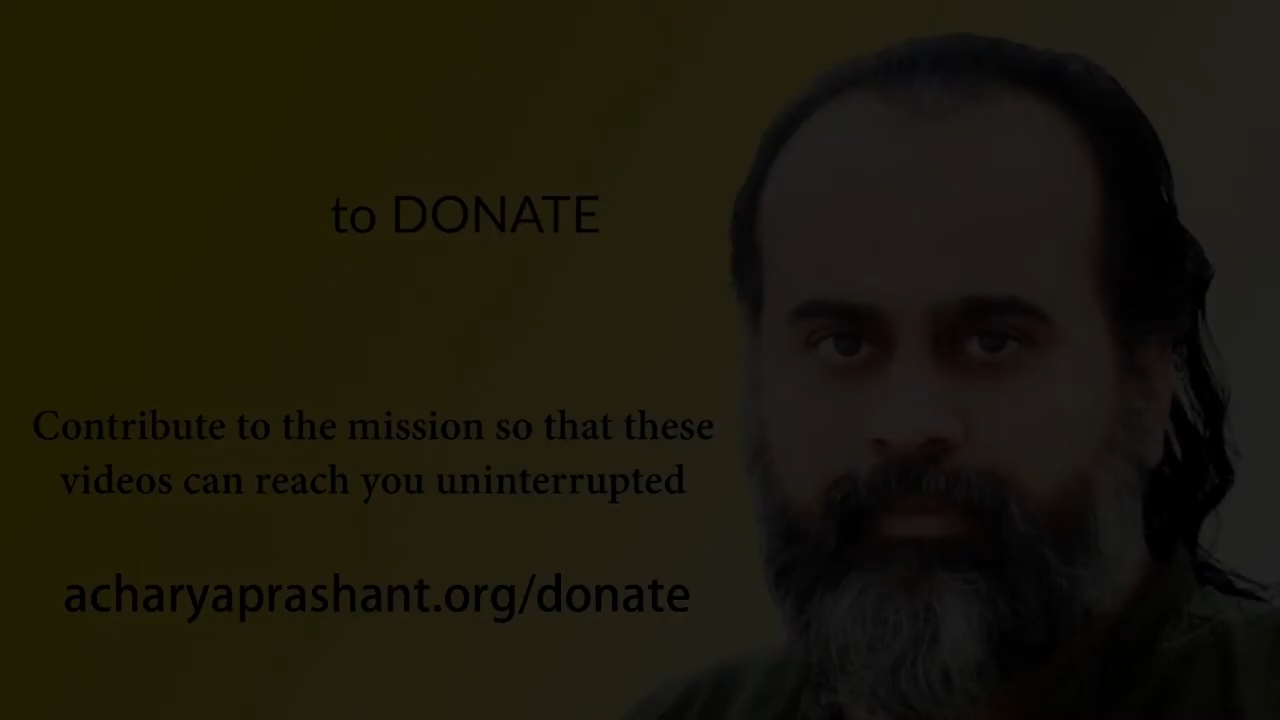 to DONATE
Contribute to the mission so that these
videos can reach you uninterrupted
acharyaprashant.org/donate